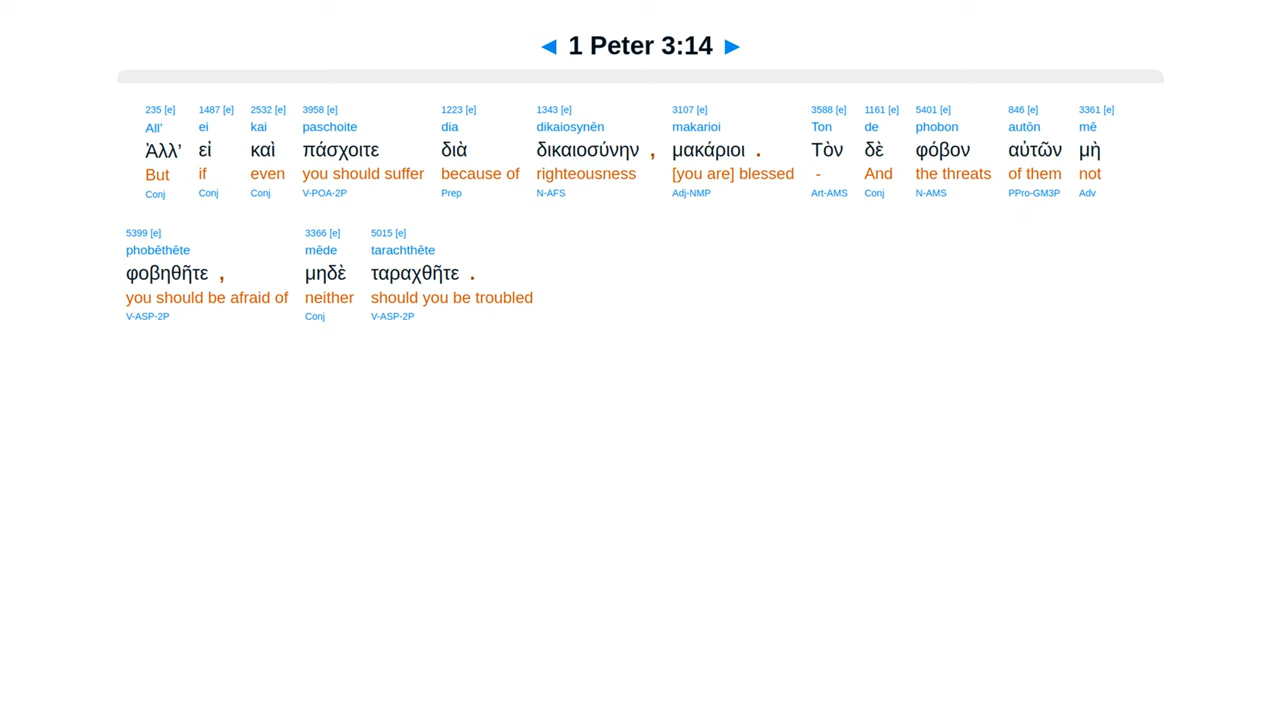 ◄ 1 Peter 3:14 ►
235 [e] 1487 [e] 2532 [e] 3958 [e] 1223 [e] 1343 [e] 3107 [e] 3588 [e] 1161 [e] 5401 [e] 846 [e] 3361 [e]
All’ ei kai paschoite dia dikaiosynēn makarioi Ton de phobon autōn mē
Ἀλλ’ εἰ καὶ πάσχοιτε διὰ δικαιοσύνην , μακάριοι . Τὸν δὲ φόβον αὐτῶν μὴ
But if even you should suffer because of righteousness [you are] blessed - And the threats of them not
Conj Conj Conj V-POA-2P Prep N-AFS Adj-NMP Art-AMS Conj N-AMS PPro-GM3P Adv
5399 [e] 3366 [e] 5015 [e]
phobēthēte mēde tarachthēte
φοβηθῆτε , μηδὲ ταραχθῆτε .
you should be afraid of neither should you be troubled
V-ASP-2P Conj V-ASP-2P